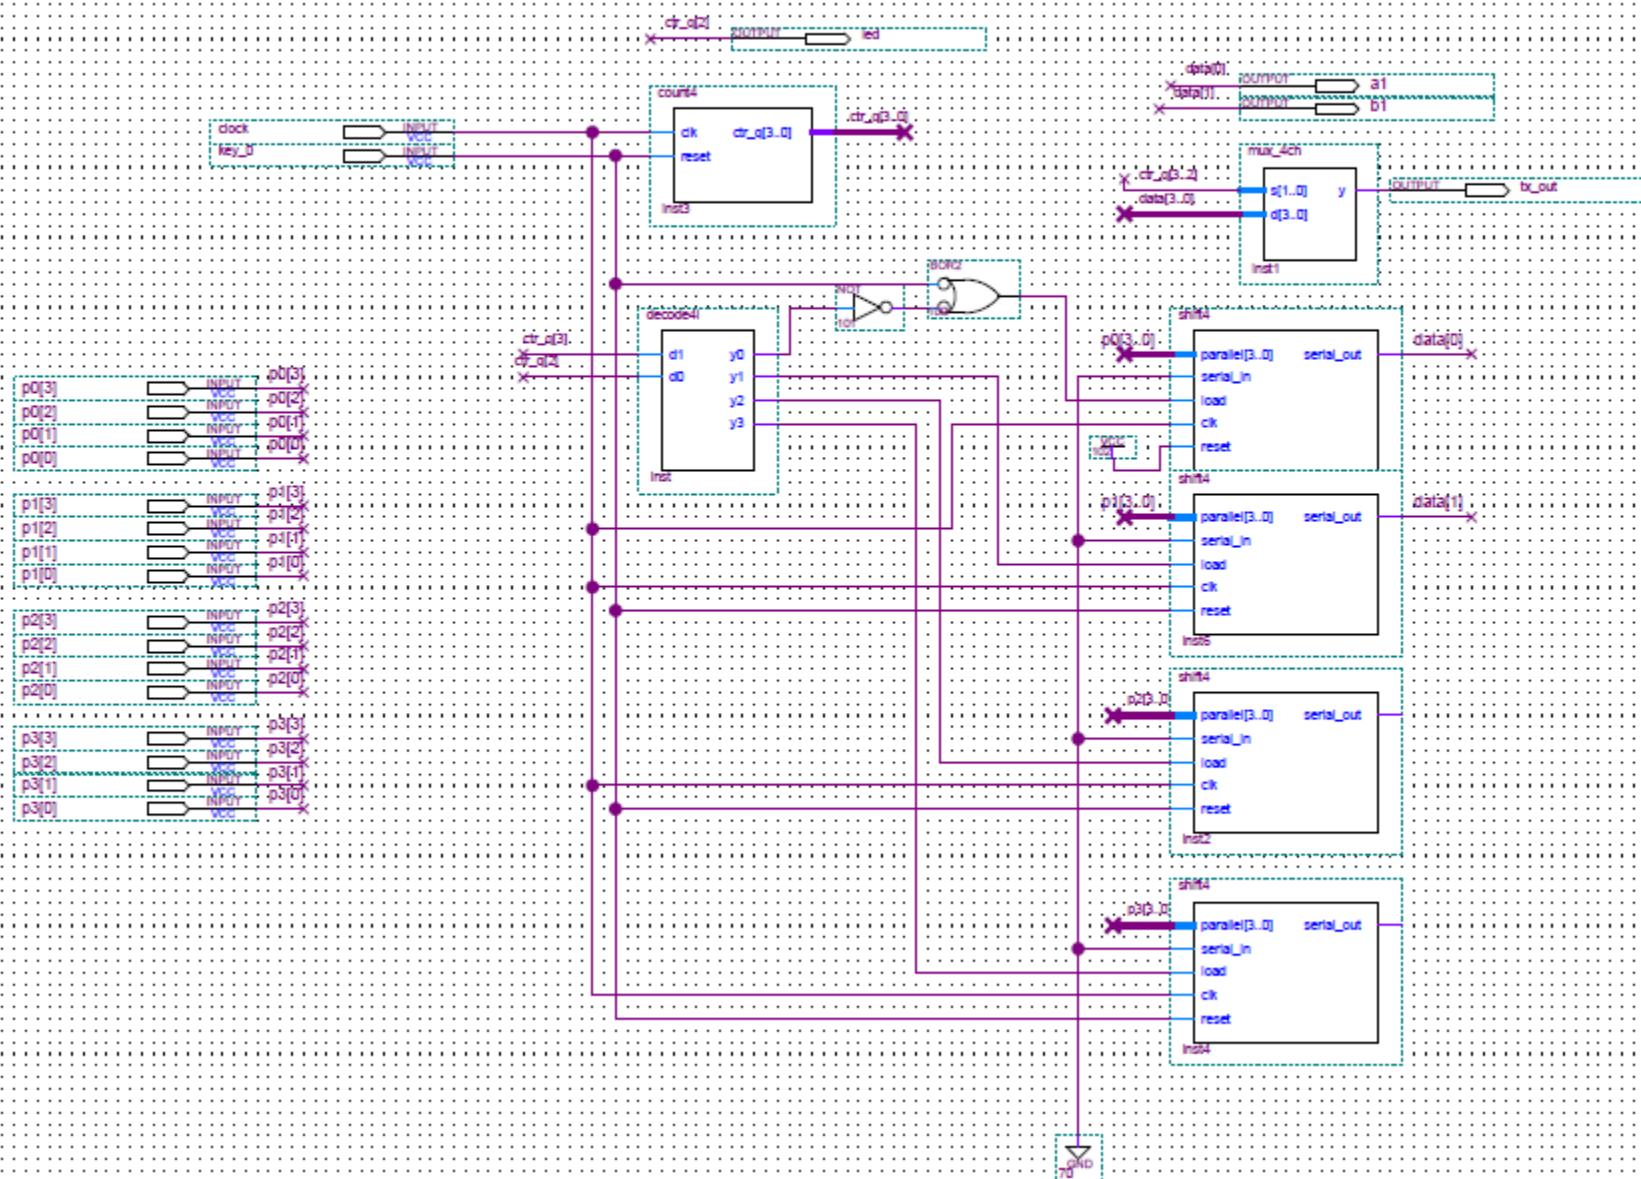 ctr_q[2]
OUTPUT
led
data[0]
OUTPUT
a1
data[1]
OUTPUT
b1
count4
clock
INPUT
VCC
key_0
INPUT
VCC
clk
ctr_q[3..0]
ctr_q[3..0]
reset
inst3
mux_4ch
ctr_q[3..2]
s[1..0]
y
OUTPUT
tx_out
data[3..0]
d[3..0]
inst1
BOR2
NOT
101
decode4i
ctr_q[3]
d1
y0
ctr_q[2]
d0
y1
y2
y3
inst
shift4
p0[3..0]
parallel[3..0]
serial_out
data[0]
serial_in
load
clk
VCC
reset
shift4
p1[3..0]
parallel[3..0]
serial_out
data[1]
serial_in
load
clk
reset
inst6
shift4
p2[3..0]
parallel[3..0]
serial_out
serial_in
load
clk
reset
inst2
shift4
p3[3..0]
parallel[3..0]
serial_out
serial_in
load
clk
reset
inst4
GND
70
p0[3]
INPUT
VCC
p0[3]
p0[2]
INPUT
VCC
p0[2]
p0[1]
INPUT
VCC
p0[1]
p0[0]
INPUT
VCC
p0[0]
p1[3]
INPUT
VCC
p1[3]
p1[2]
INPUT
VCC
p1[2]
p1[1]
INPUT
VCC
p1[1]
p1[0]
INPUT
VCC
p1[0]
p2[3]
INPUT
VCC
p2[3]
p2[2]
INPUT
VCC
p2[2]
p2[1]
INPUT
VCC
p2[1]
p2[0]
INPUT
VCC
p2[0]
p3[3]
INPUT
VCC
p3[3]
p3[2]
INPUT
VCC
p3[2]
p3[1]
INPUT
VCC
p3[1]
p3[0]
INPUT
VCC
p3[0]